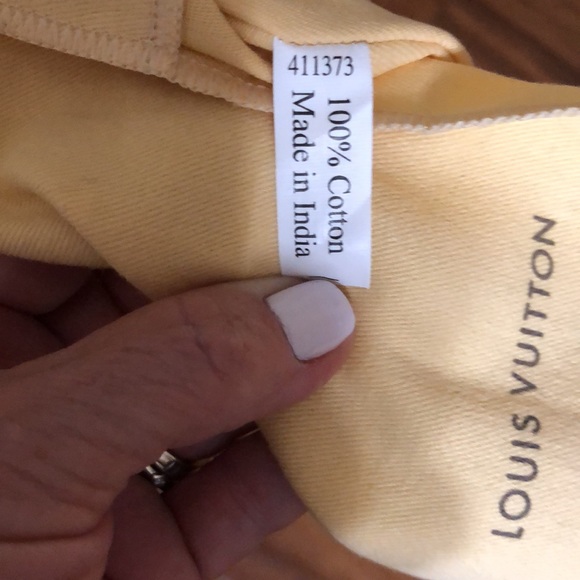 411373
100% Cotton
Made in India
LOUIS VUITTON